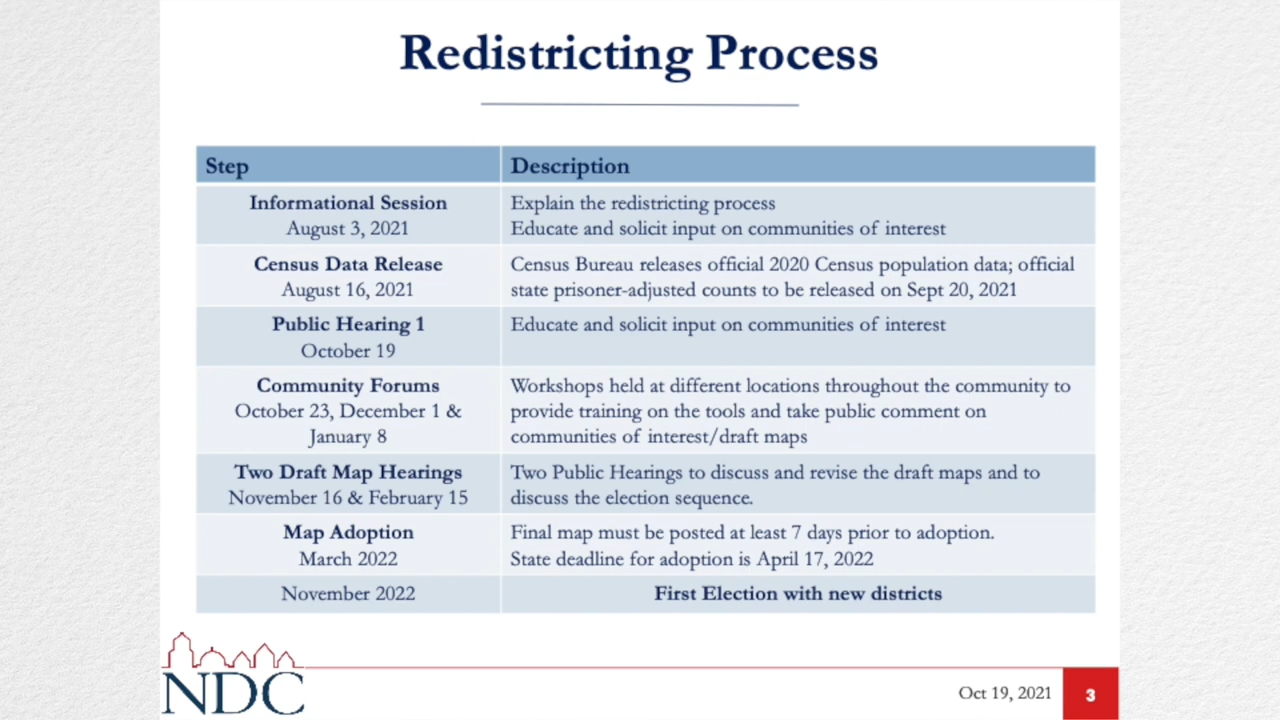 Redistricting Process
Step
Description
Informational Session
August 3, 2021
Explain the redistricting process
Educate and solicit input on communities of interest
Census Data Release
August 16, 2021
Census Bureau releases official 2020 Census population data; official
state prisoner-adjusted counts to be released on Sept 20, 2021
Public Hearing 1
October 19
Educate and solicit input on communities of interest
Community Forums
October 23, December 1 &
January 8
Workshops held at different locations throughout the community to
provide training on the tools and take public comment on
communities of interest/draft maps
Two Draft Map Hearings
November 16 & February 15
Two Public Hearings to discuss and revise the draft maps and to
discuss the election sequence.
Map Adoption
March 2022
Final map must be posted at least 7 days prior to adoption.
State deadline for adoption is April 17, 2022
November 2022
First Election with new districts
NDC
Oct 19, 2021
3